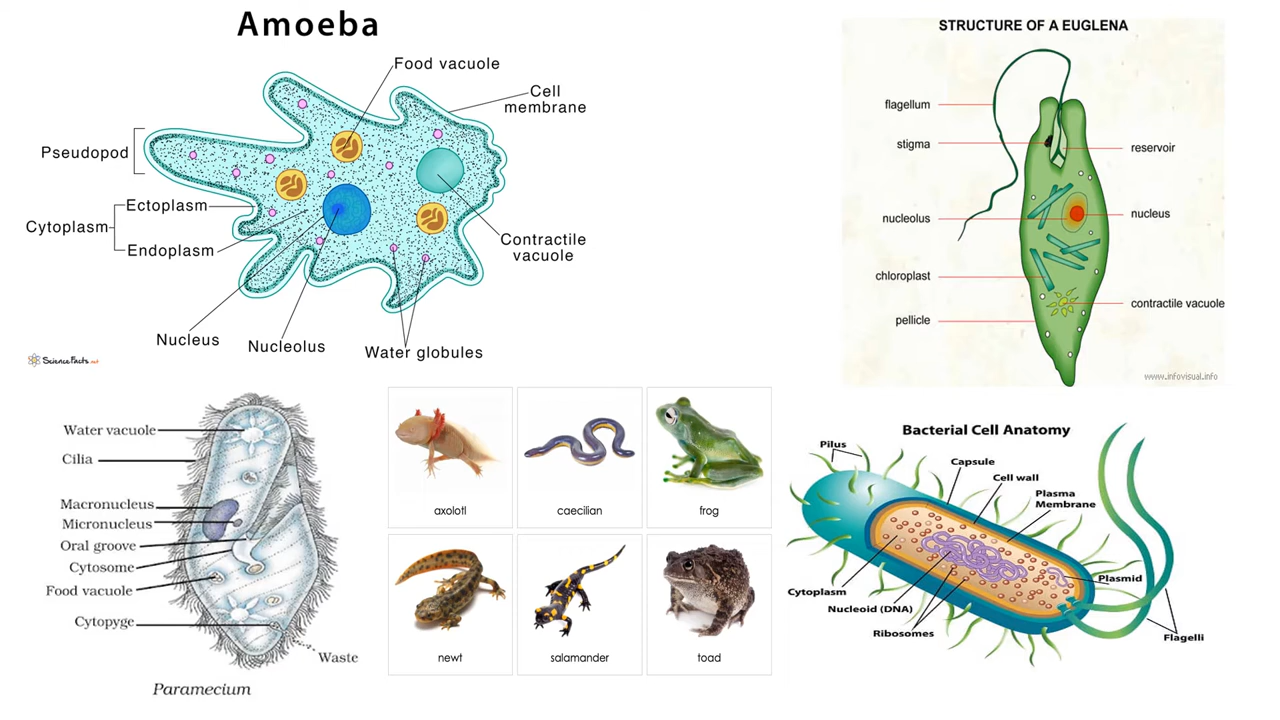 Amoeba
Food vacuole
Cell
membrane
Pseudopod
Ectoplasm
Cytoplasm
Endoplasm
Contractile
vacuole
Nucleus
Nucleolus
Water globules
ScienceFacts.net
STRUCTURE OF A EUGLENA
flagellum
stigma
reservoir
nucleolus
nucleus
chloroplast
contractile vacuole
pellicle
www.infovisual.info
Water vacuole
Cilia
Macronucleus
Micronucleus
Oral groove
Cytosome
Food vacuole
Cytopyge
Waste
Paramecium
axolotl
caecilian
frog
newt
salamander
toad
Bacterial Cell Anatomy
Pilus
Capsule
Cell wall
Plasma
Membrane
Cytoplasm
Plasmid
Nucleoid (DNA)
Ribosomes
Flagelli